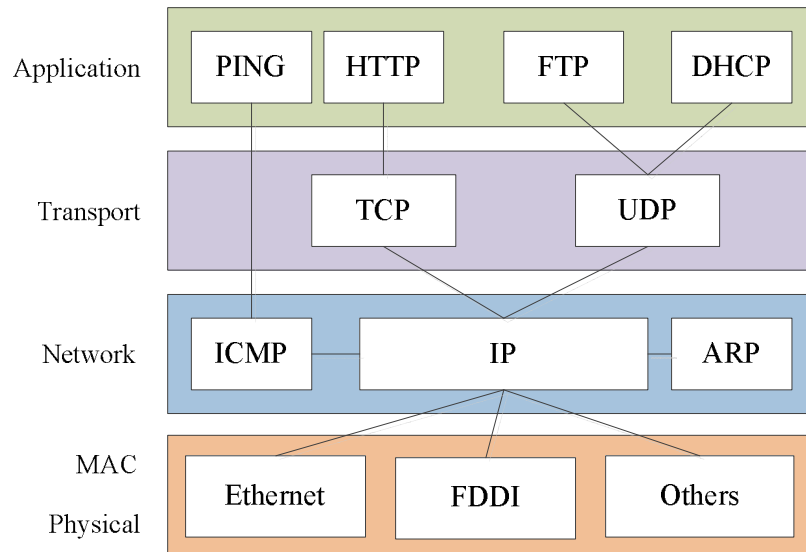 Application
PING
HTTP
FTP
DHCP
Transport
TCP
UDP
Network
ICMP
IP
ARP
MAC
Physical
Ethernet
FDDI
Others